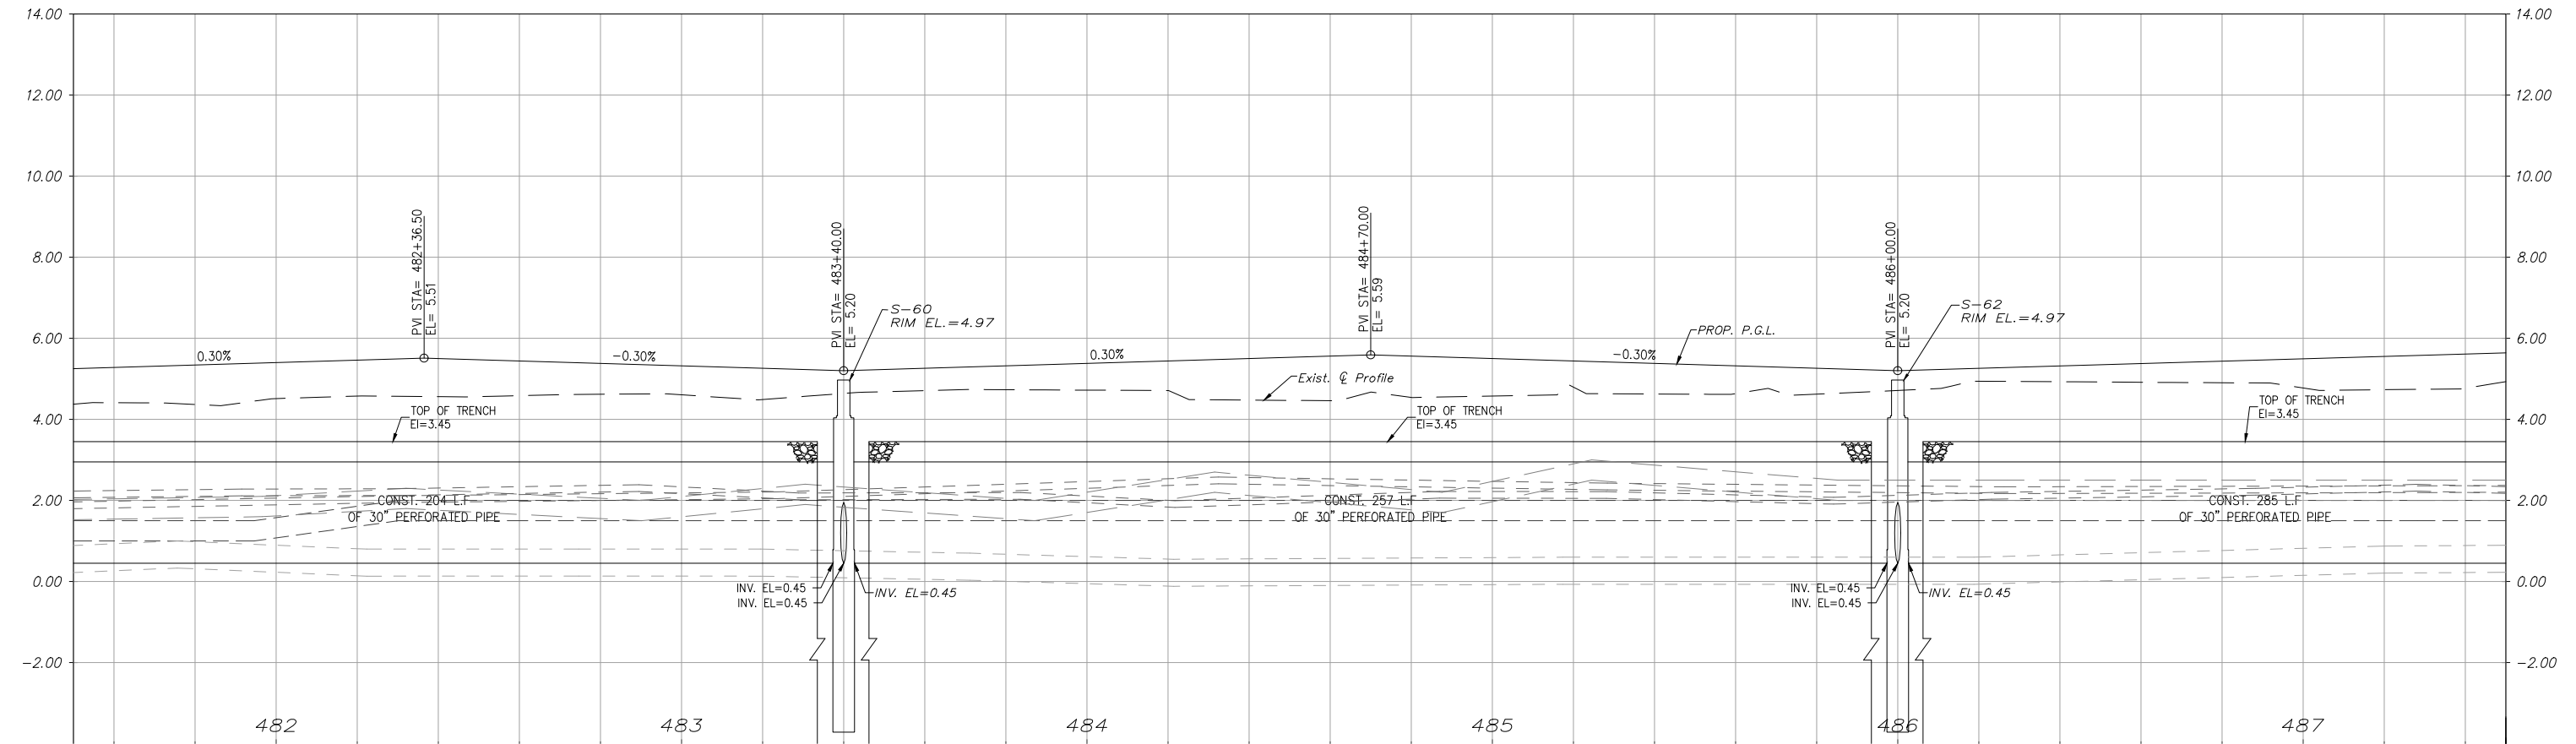 14.00
14.00
12.00
12.00
10.00
10.00
8.00
8.00
6.00
6.00
4.00
4.00
2.00
2.00
0.00
0.00
−2.00
−2.00
PVI STA= 482+36.50
EL= 5.51
PVI STA= 483+40.00
EL= 5.20
PVI STA= 484+70.00
EL= 5.59
PVI STA= 486+00.00
EL= 5.20
S−60
RIM EL.=4.97
S−62
RIM EL.=4.97
PROP. P.G.L.
0.30%
−0.30%
0.30%
−0.30%
Exist. ℄ Profile
TOP OF TRENCH
El=3.45
TOP OF TRENCH
El=3.45
TOP OF TRENCH
El=3.45
CONST. 204 L.F
OF 30" PERFORATED PIPE
CONST. 257 L.F
OF 30" PERFORATED PIPE
CONST. 285 L.F
OF 30" PERFORATED PIPE
INV. EL=0.45
INV. EL=0.45
INV. EL=0.45
INV. EL=0.45
INV. EL=0.45
INV. EL=0.45
482
483
484
485
486
487